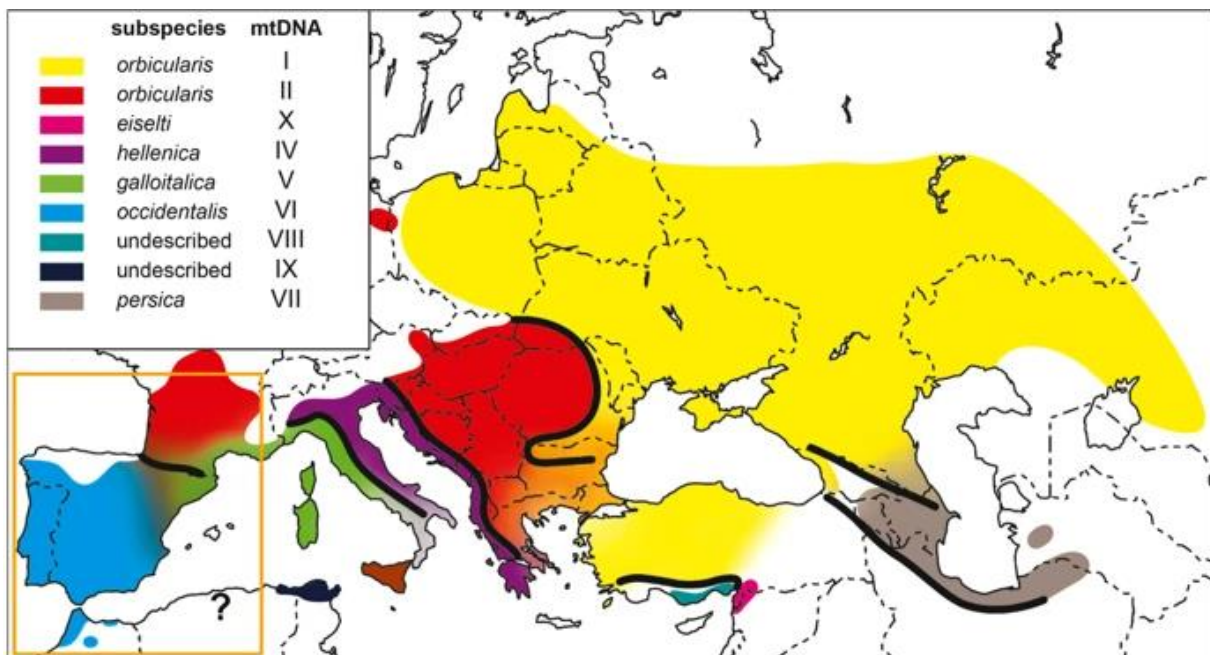 subspecies mtDNA
orbicularis I
orbicularis II
eiselti X
hellenica IV
galloitalica V
occidentalis VI
undescribed VIII
undescribed IX
persica VII
?